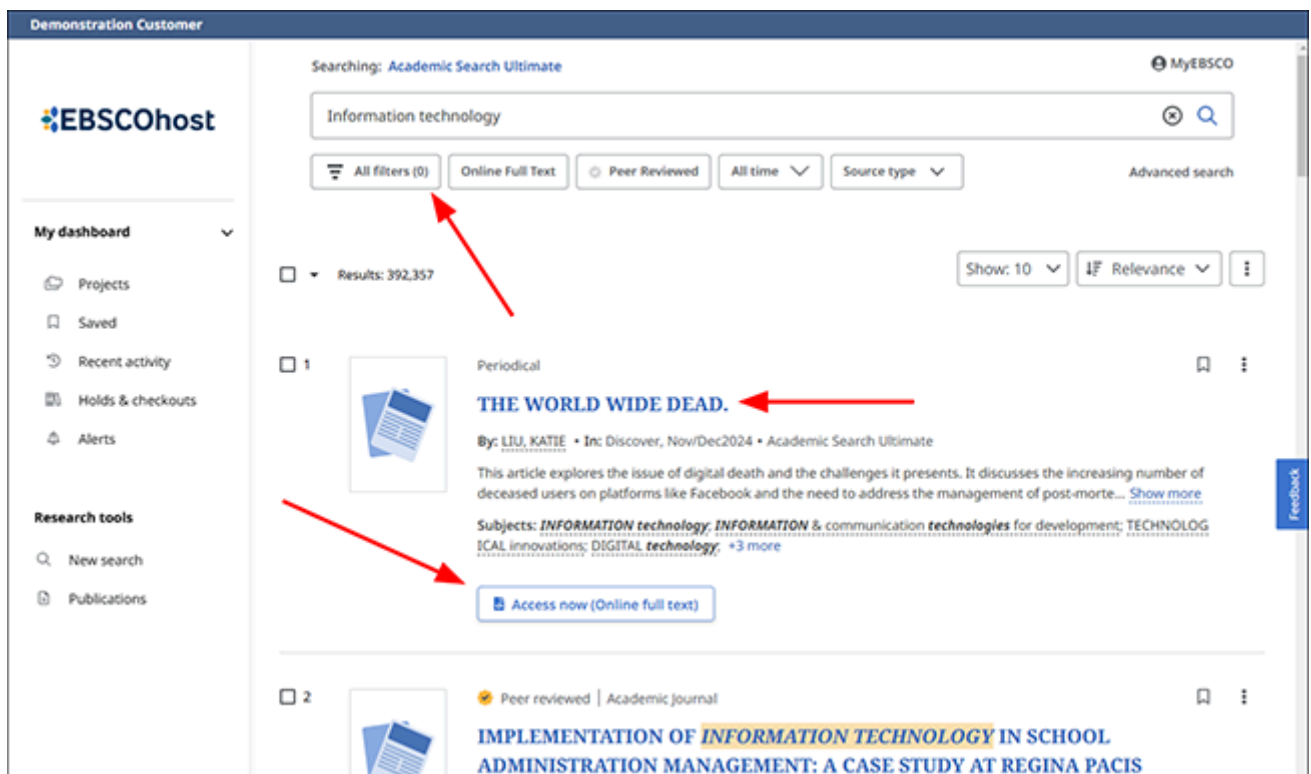 Demonstration Customer
Searching: Academic Search Ultimate
MyEBSCO
EBSCOhost
Information technology
All filters (0)
Online Full Text
Peer Reviewed
All time
Source type
Advanced search
My dashboard
Projects
Saved
Recent activity
Holds & checkouts
Alerts
Research tools
New search
Publications
Results: 392,357
Show: 10
Relevance
1
Periodical
THE WORLD WIDE DEAD.
By: LIU, KATIE • In: Discover, Nov/Dec2024 • Academic Search Ultimate
This article explores the issue of digital death and the challenges it presents. It discusses the increasing number of
deceased users on platforms like Facebook and the need to address the management of post-morte... Show more
Subjects: INFORMATION technology; INFORMATION & communication technologies for development; TECHNOLOG
ICAL innovations; DIGITAL technology; +3 more
Access now (Online full text)
Feedback
2
Peer reviewed | Academic Journal
IMPLEMENTATION OF INFORMATION TECHNOLOGY IN SCHOOL
ADMINISTRATION MANAGEMENT: A CASE STUDY AT REGINA PACIS